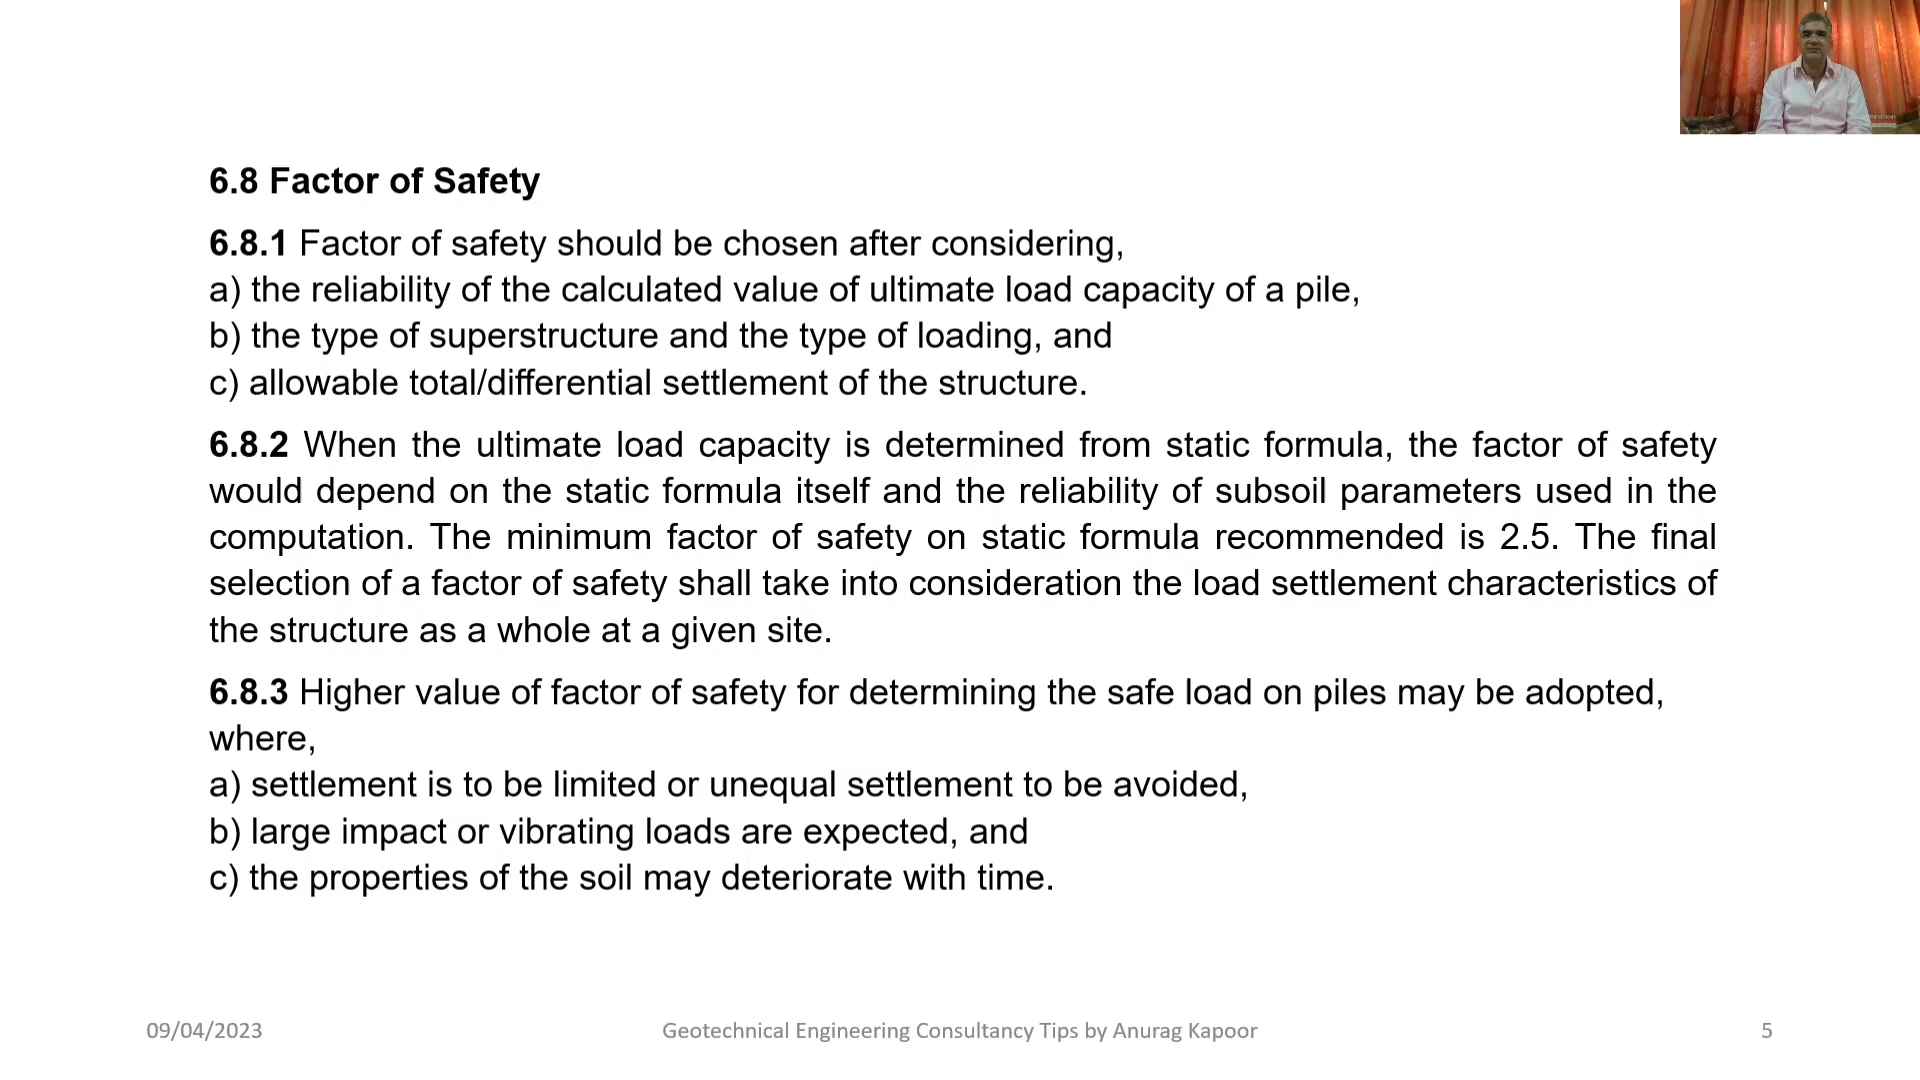 6.8 Factor of Safety
6.8.1 Factor of safety should be chosen after considering,
a) the reliability of the calculated value of ultimate load capacity of a pile,
b) the type of superstructure and the type of loading, and
c) allowable total/differential settlement of the structure.
6.8.2 When the ultimate load capacity is determined from static formula, the factor of safety
would depend on the static formula itself and the reliability of subsoil parameters used in the
computation. The minimum factor of safety on static formula recommended is 2.5. The final
selection of a factor of safety shall take into consideration the load settlement characteristics of
the structure as a whole at a given site.
6.8.3 Higher value of factor of safety for determining the safe load on piles may be adopted,
where,
a) settlement is to be limited or unequal settlement to be avoided,
b) large impact or vibrating loads are expected, and
c) the properties of the soil may deteriorate with time.
09/04/2023
Geotechnical Engineering Consultancy Tips by Anurag Kapoor
5